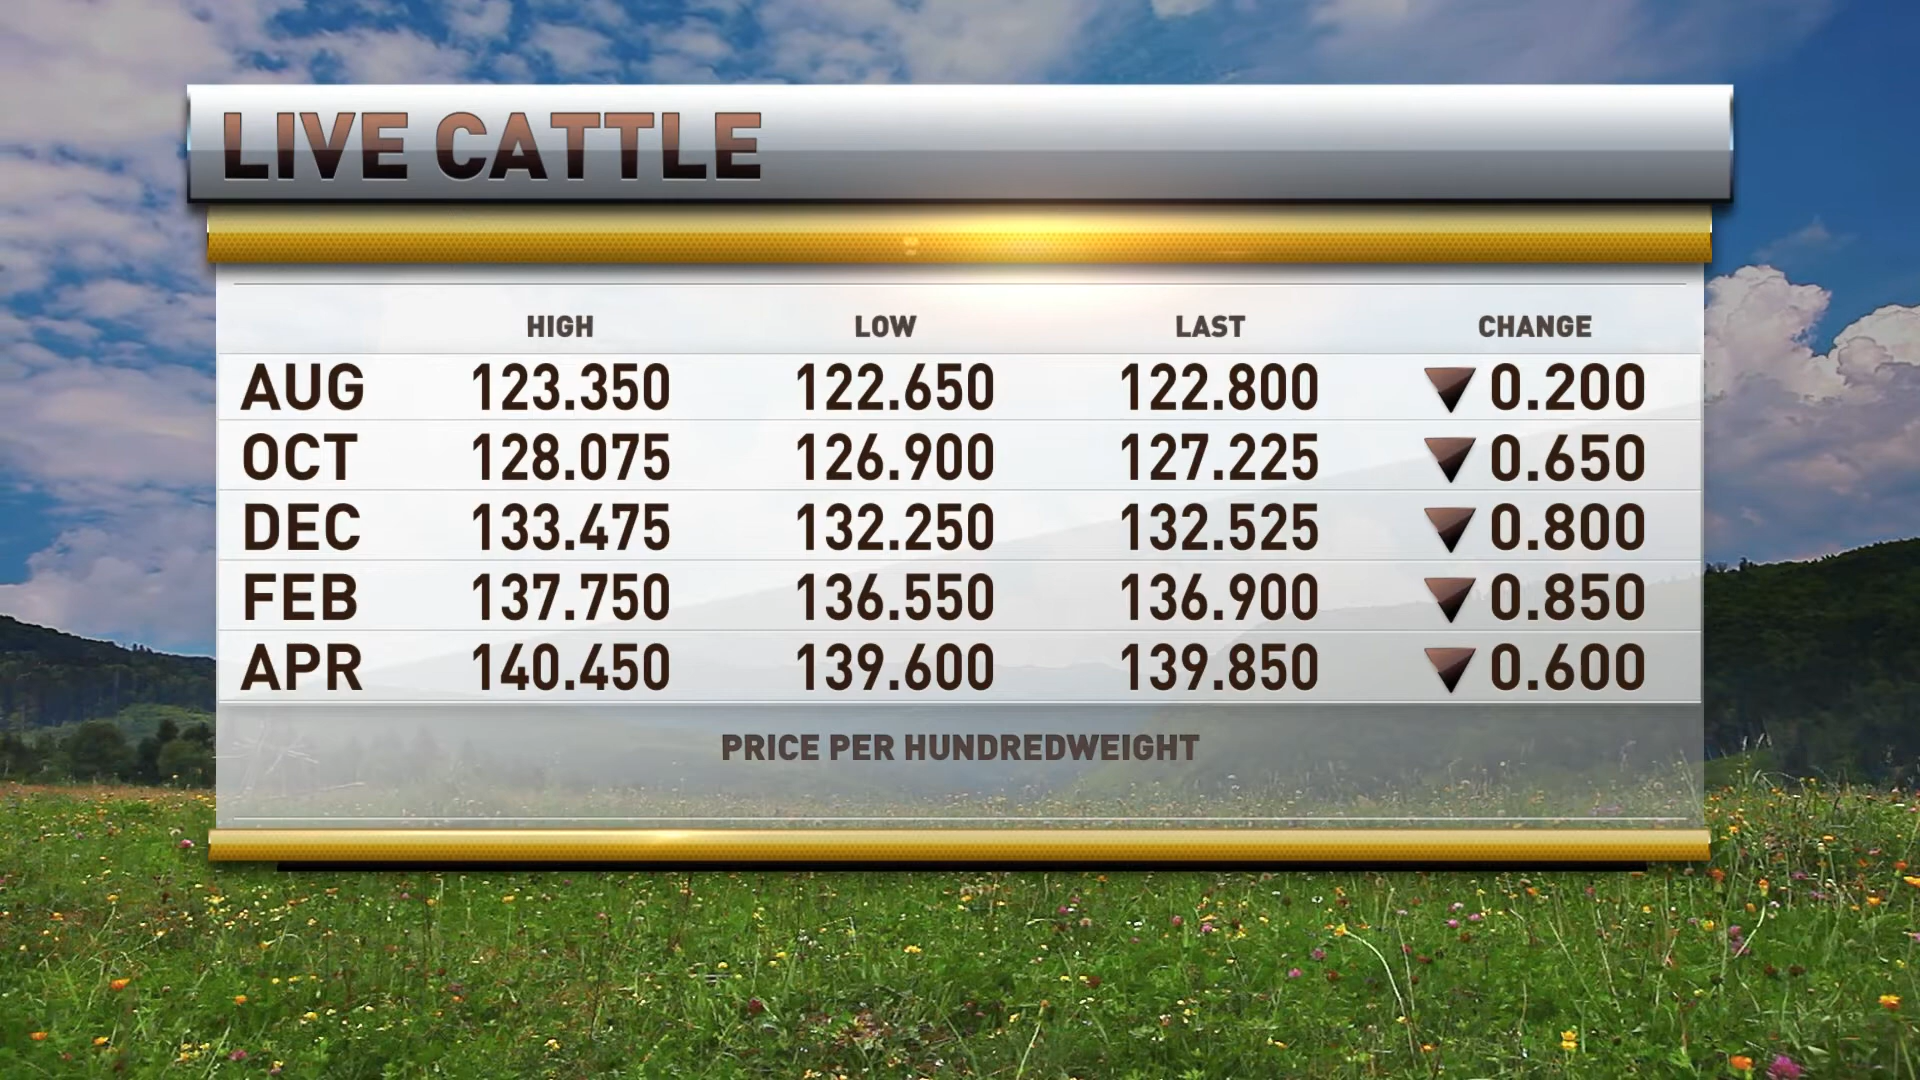 LIVE CATTLE
HIGH LOW LAST CHANGE
AUG 123.350 122.650 122.800 ▼ 0.200
OCT 128.075 126.900 127.225 ▼ 0.650
DEC 133.475 132.250 132.525 ▼ 0.800
FEB 137.750 136.550 136.900 ▼ 0.850
APR 140.450 139.600 139.850 ▼ 0.600
PRICE PER HUNDREDWEIGHT